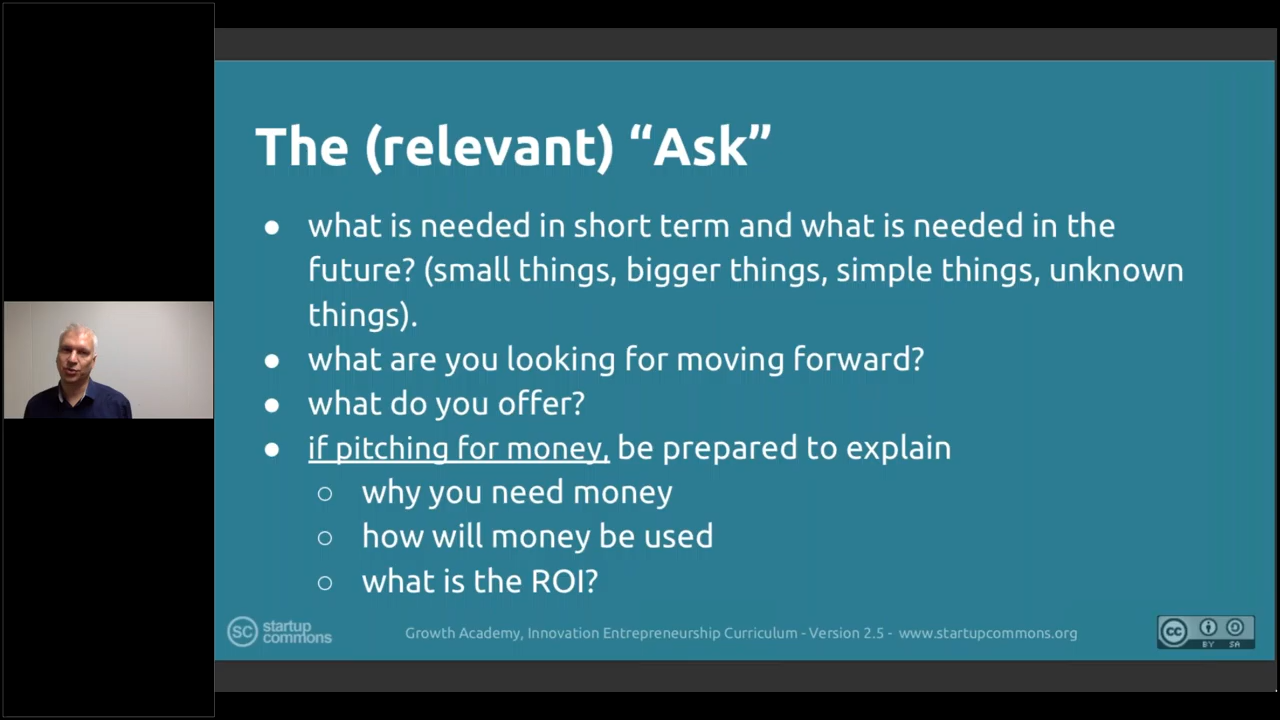 The (relevant) “Ask”
● what is needed in short term and what is needed in the
future? (small things, bigger things, simple things, unknown
things).
● what are you looking for moving forward?
● what do you offer?
● if pitching for money, be prepared to explain
○ why you need money
○ how will money be used
○ what is the ROI?
SC startup
commons
Growth Academy, Innovation Entrepreneurship Curriculum - Version 2.5 - www.startupcommons.org
cc
BY SA